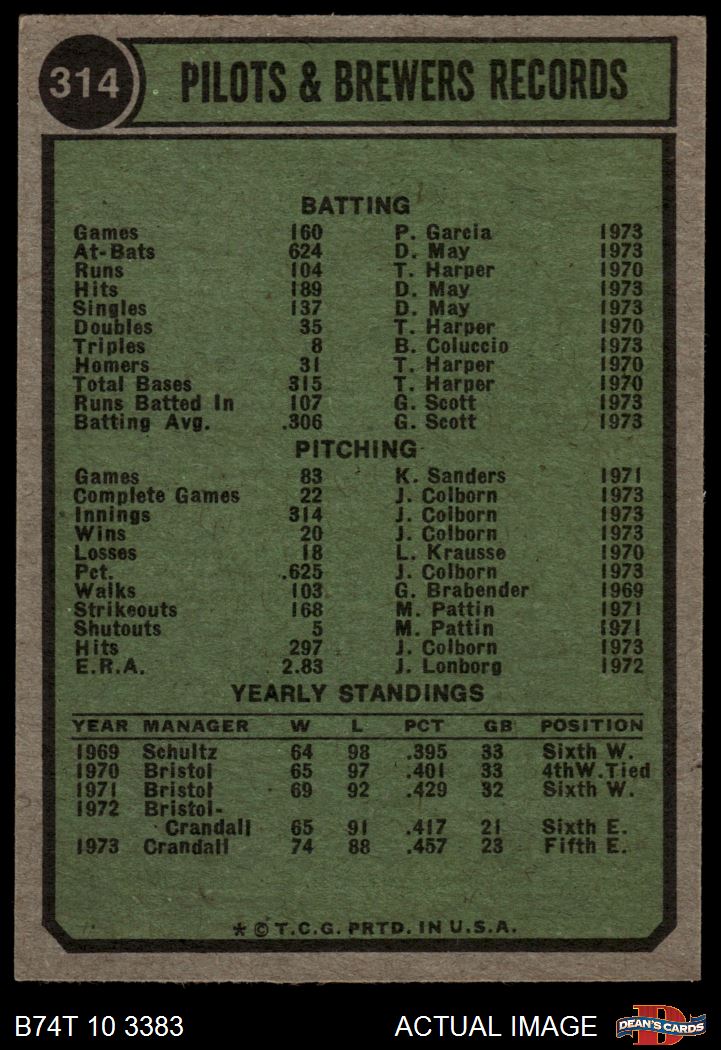 314 PILOTS & BREWERS RECORDS
BATTING
Games 160 P. Garcia 1973
At-Bats 624 D. May 1973
Runs 104 T. Harper 1970
Hits 189 D. May 1973
Singles 137 D. May 1973
Doubles 35 T. Harper 1970
Triples 8 B. Coluccio 1973
Homers 31 T. Harper 1970
Total Bases 315 T. Harper 1970
Runs Batted In 107 G. Scott 1973
Batting Avg. .306 G. Scott 1973
PITCHING
Games 83 K. Sanders 1971
Complete Games 22 J. Colborn 1973
Innings 314 J. Colborn 1973
Wins 20 J. Colborn 1973
Losses 18 L. Krausse 1970
Pct. .625 J. Colborn 1973
Walks 103 G. Brabender 1969
Strikeouts 168 M. Pattin 1971
Shutouts 5 M. Pattin 1971
Hits 297 J. Colborn 1973
E.R.A. 2.83 J. Lonborg 1972
YEARLY STANDINGS
YEAR MANAGER W L PCT GB POSITION
1969 Schultz 64 98 .395 33 Sixth W.
1970 Bristol 65 97 .401 33 4thW.Tied
1971 Bristol 69 92 .429 32 Sixth W.
1972 Bristol-
Crandall 65 91 .417 21 Sixth E.
1973 Crandall 74 88 .457 23 Fifth E.
* © T.C.G. PRTD. IN U.S.A.
B74T 10 3383 ACTUAL IMAGE D DEAN'S CARDS